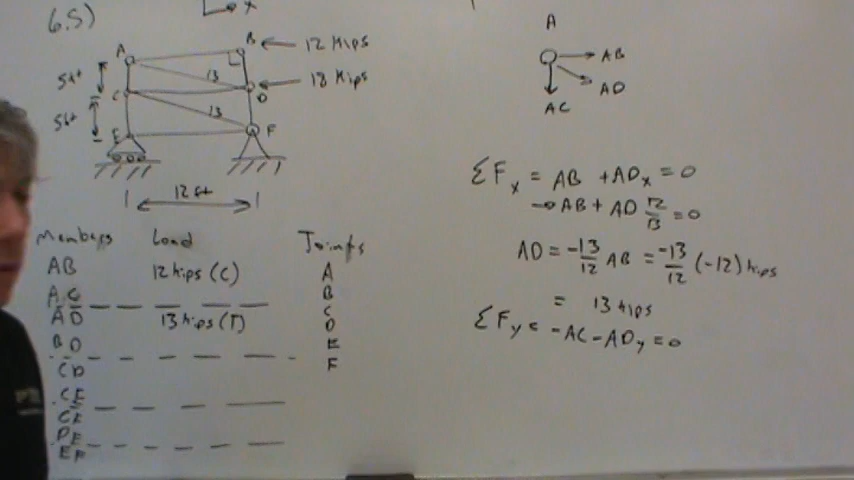 6.5)
x
A
B
12 Kips
13
18 Kips
5ft
C
D
5ft
13
E
F
12 ft
Members Load Joints
AB 12 kips (C) A
AC B
AD 13 kips (T) C
BD D
CD E
CE F
CF
DF
EF
A
AB
AD
AC
ΣFx = AB + ADx = 0
→ AB + AD 12/13 = 0
AD = -13/12 AB = -13/12 (-12) kips
= 13 kips
ΣFy = -AC - ADy = 0